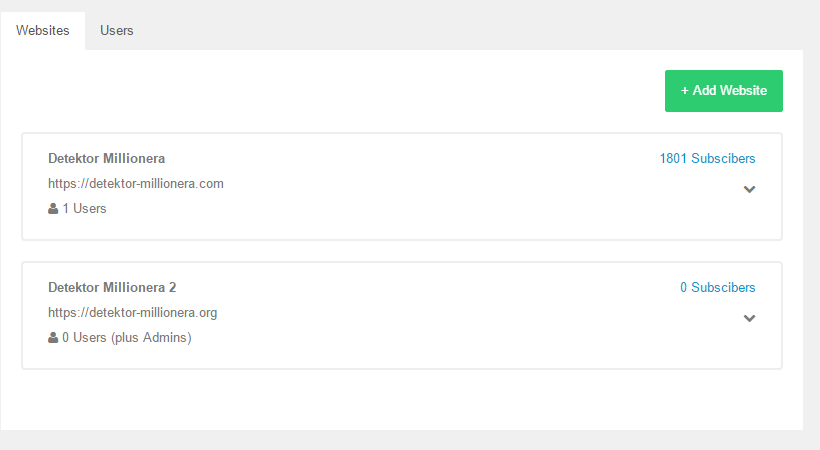 Websites
Users
+ Add Website
Detektor Millionera
1801 Subscibers
https://detektor-millionera.com
1 Users
Detektor Millionera 2
0 Subscibers
https://detektor-millionera.org
0 Users (plus Admins)